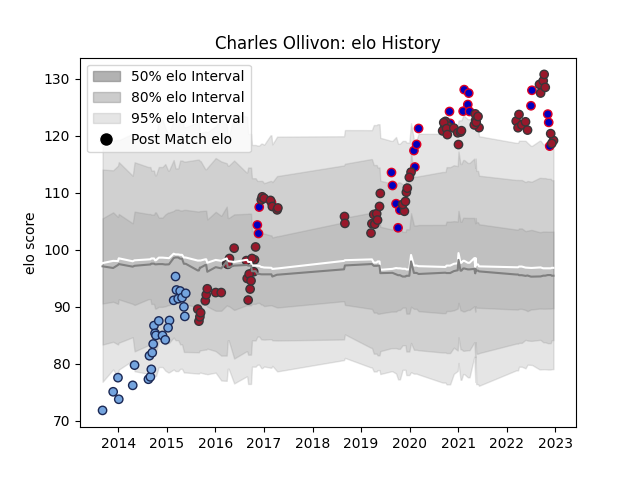 Charles Ollivon: elo History
50% elo Interval
80% elo Interval
95% elo Interval
Post Match elo
elo score
130
120
110
100
90
80
70
2014 2015 2016 2017 2018 2019 2020 2021 2022 2023